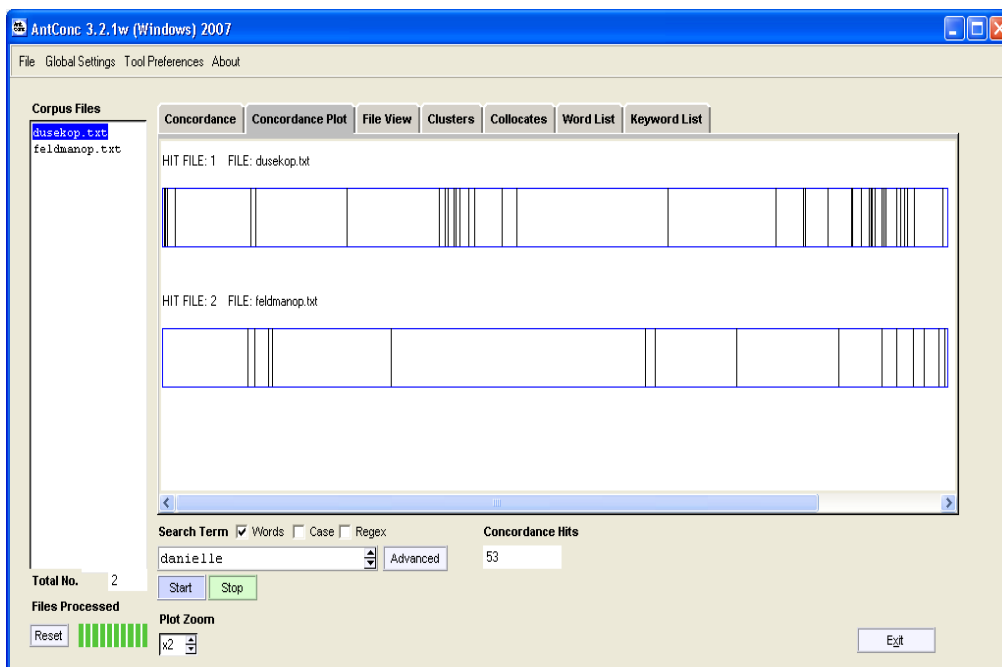 AntConc 3.2.1w (Windows) 2007
File Global Settings Tool Preferences About
Corpus Files
dusekop.txt
feldmanop.txt
Concordance Concordance Plot File View Clusters Collocates Word List Keyword List
HIT FILE: 1 FILE: dusekop.txt
HIT FILE: 2 FILE: feldmanop.txt
Search Term Words Case Regex Concordance Hits
danielle Advanced 53
Total No. 2
Start Stop
Files Processed
Plot Zoom
Reset
x2
Exit